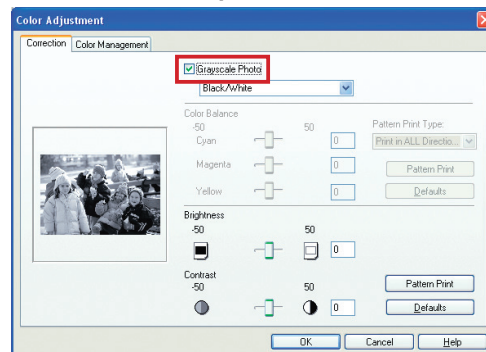 Color Adjustment
Correction Color Management
Grayscale Photo
Black/White
Color Balance
-50 50 Pattern Print Type:
Cyan 0 Print in ALL Directio...
Magenta 0 Pattern Print
Yellow 0 Defaults
Brightness
-50 50
0
Contrast
-50 50 Pattern Print
0 Defaults
OK Cancel Help